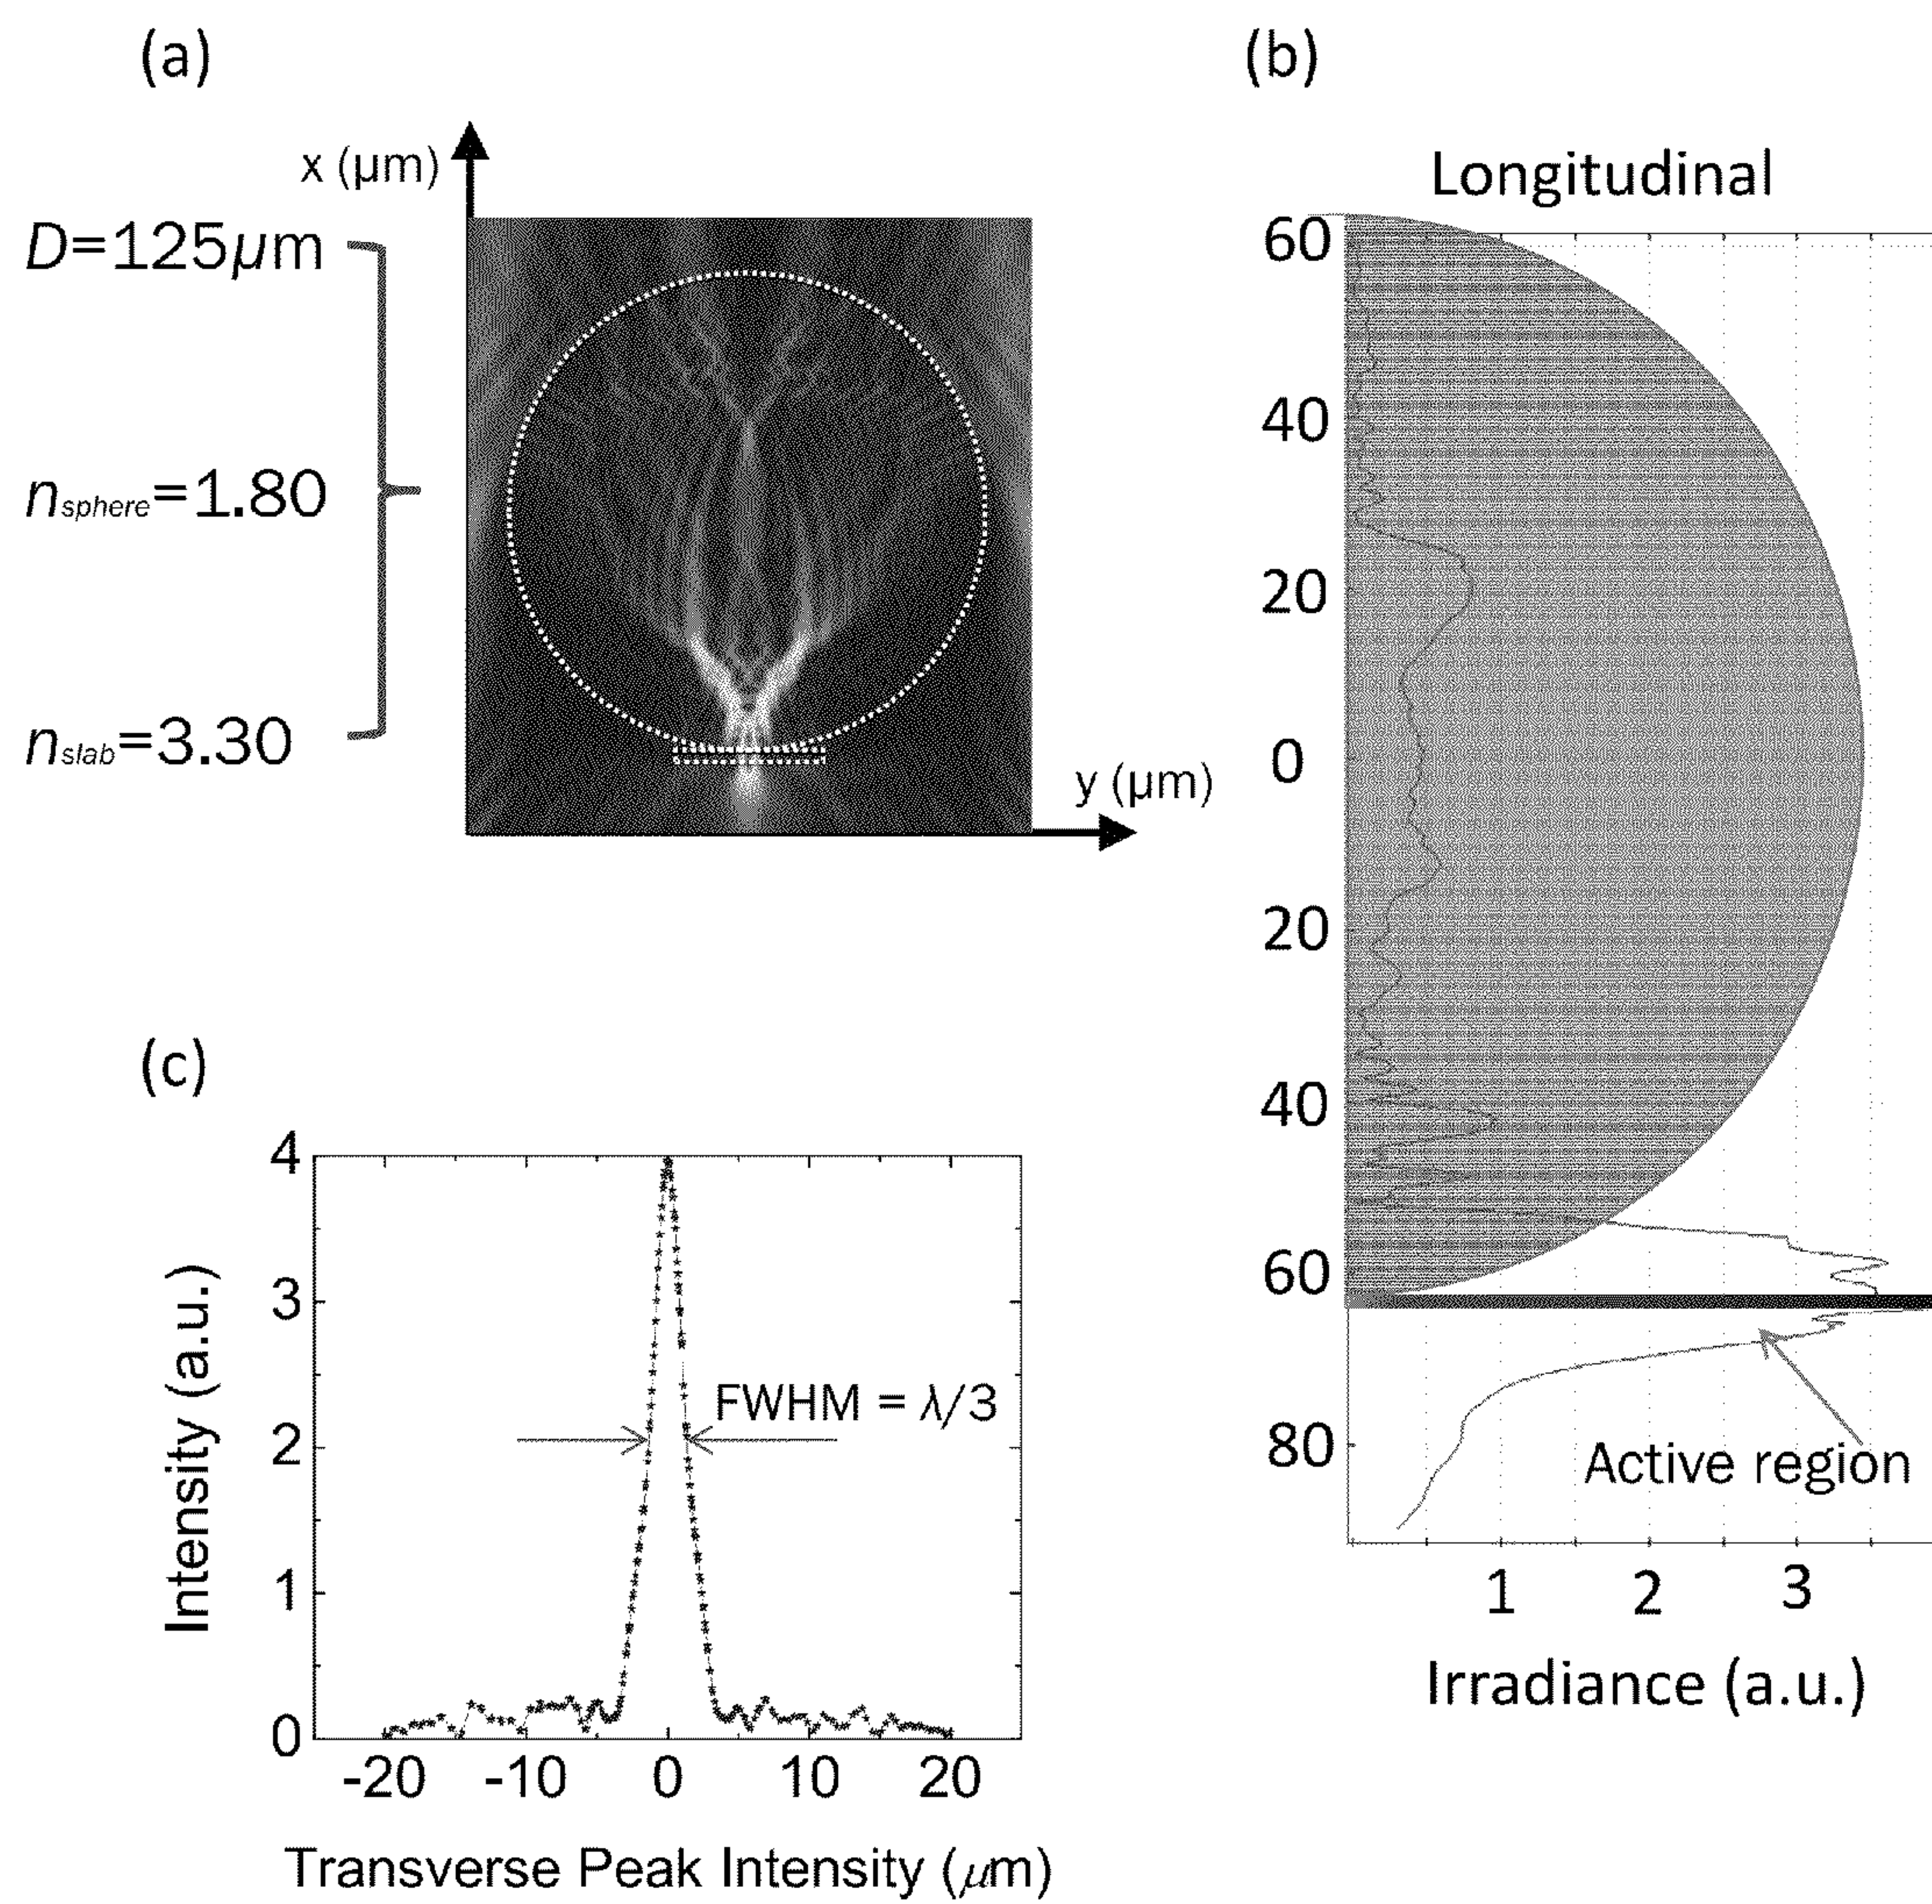 (a)
x (μm)
D=125μm
nsphere=1.80
nslab=3.30
y (μm)
(b)
Longitudinal
60
40
20
0
20
40
60
80
Active region
1 2 3
Irradiance (a.u.)
(c)
4
3
2
1
0
Intensity (a.u.)
FWHM = λ/3
-20 -10 0 10 20
Transverse Peak Intensity (μm)